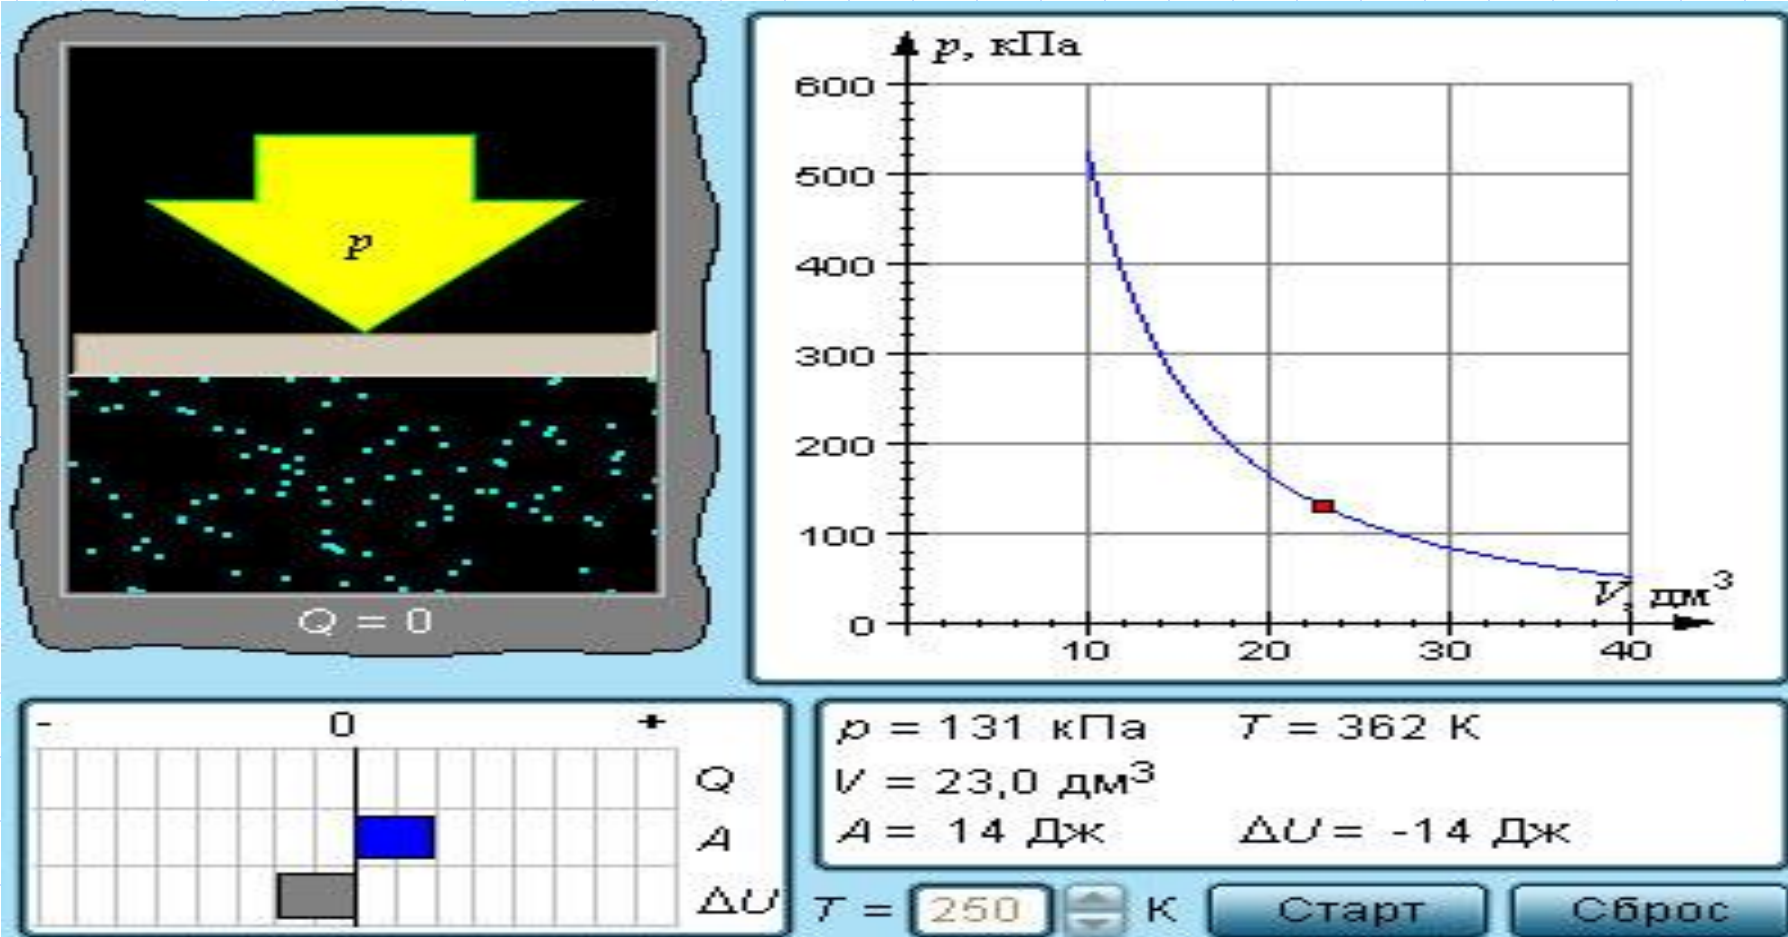 p
Q = 0
p, кПа
600
500
400
300
200
100
0
10 20 30 40
V, дм³
- 0 +
Q
A
ΔU
p = 131 кПа T = 362 К
V = 23,0 дм³
A = 14 Дж ΔU = -14 Дж
T = 250 К Старт Сброс